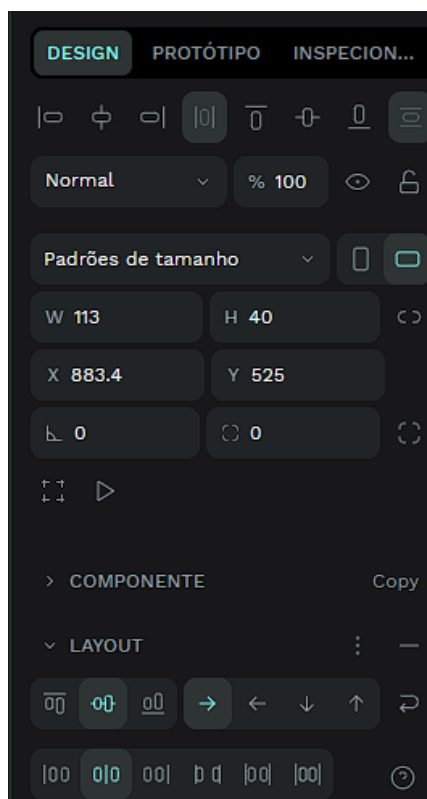 DESIGN PROTÓTIPO INSPECION...
Normal % 100
Padrões de tamanho
W 113 H 40
X 883.4 Y 525
0 0
COMPONENTE Copy
LAYOUT